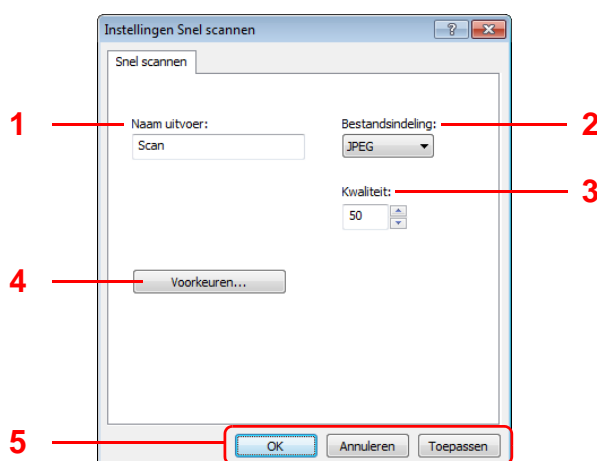 Instellingen Snel scannen
Snel scannen
1 Naam uitvoer: Bestandsindeling: 2
Scan JPEG
Kwaliteit: 3
50
4 Voorkeuren...
5 OK Annuleren Toepassen